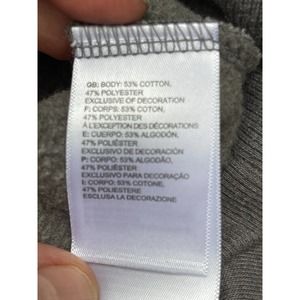 GB: BODY: 53% COTTON,
47% POLYESTER
EXCLUSIVE OF DECORATION
F: CORPS: 53% COTON,
47% POLYESTER
À L'EXCEPTION DES DÉCORATIONS
E: CUERPO: 53% ALGODÓN,
47% POLIÉSTER
EXCLUSIVO DE DECORACIÓN
P: CORPO: 53% ALGODÃO,
47% POLIÉSTER
EXCLUSIVO PARA DECORAÇÃO
I: CORPO: 53% COTONE,
47% POLIESTERE
ESCLUSA LA DECORAZIONE